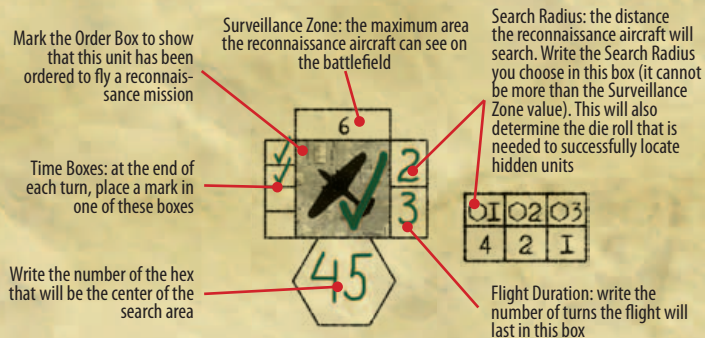 Mark the Order Box to show
that this unit has been
ordered to fly a reconnais-
sance mission
Surveillance Zone: the maximum area
the reconnaissance aircraft can see on
the battlefield
Search Radius: the distance
the reconnaissance aircraft will
search. Write the Search Radius
you choose in this box (it cannot
be more than the Surveillance
Zone value). This will also
determine the die roll that is
needed to successfully locate
hidden units
Time Boxes: at the end of
each turn, place a mark in
one of these boxes
Write the number of the hex
that will be the center of the
search area
6
2
3
45
1 2 3
4 2 1
Flight Duration: write the
number of turns the flight will
last in this box